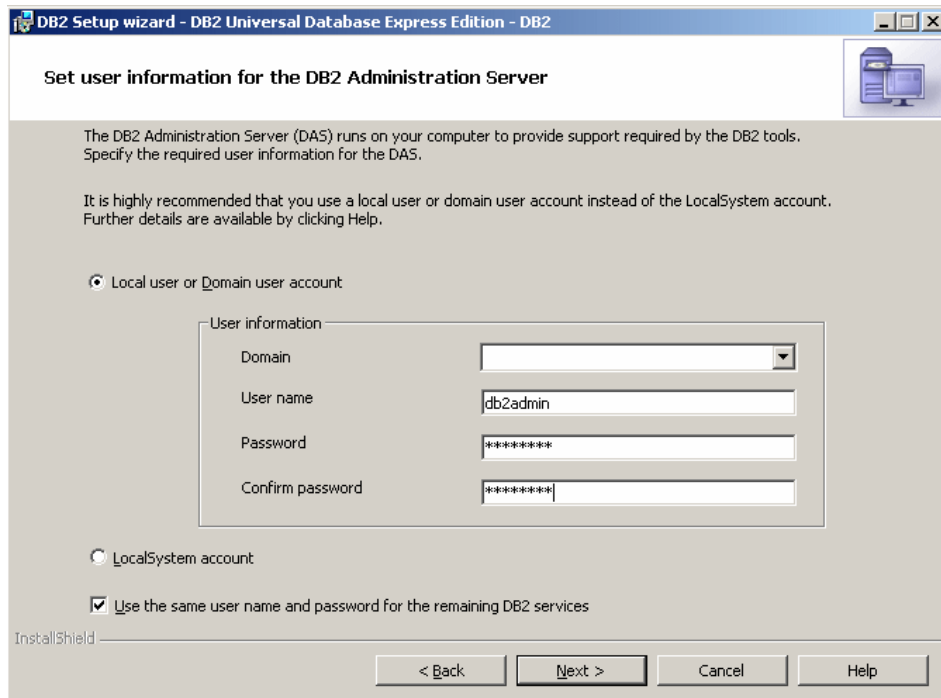 DB2 Setup wizard - DB2 Universal Database Express Edition - DB2
Set user information for the DB2 Administration Server
The DB2 Administration Server (DAS) runs on your computer to provide support required by the DB2 tools.
Specify the required user information for the DAS.
It is highly recommended that you use a local user or domain user account instead of the LocalSystem account.
Further details are available by clicking Help.
Local user or Domain user account
User information
Domain
User name
db2admin
Password
********
Confirm password
********
LocalSystem account
Use the same user name and password for the remaining DB2 services
InstallShield
< Back
Next >
Cancel
Help